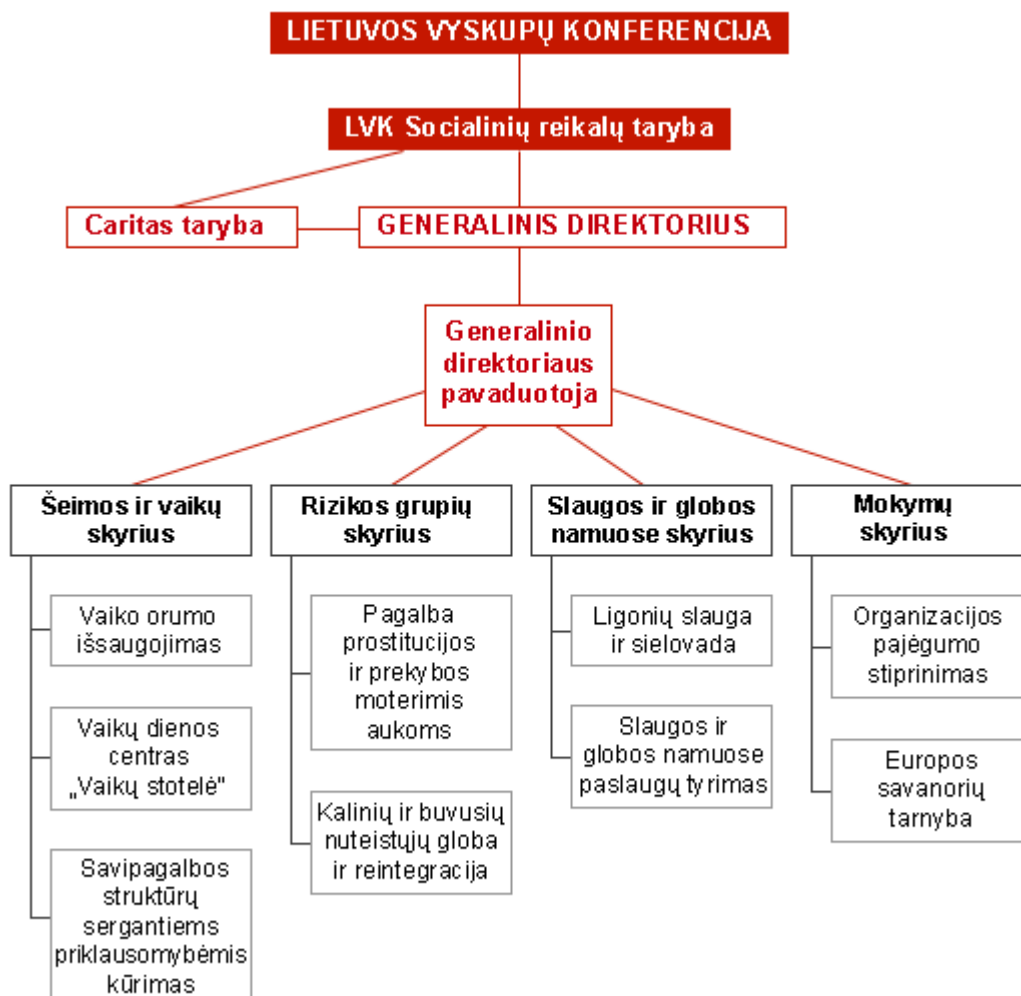 LIETUVOS VYSKUPŲ KONFERENCIJA
LVK Socialinių reikalų taryba
Caritas taryba
GENERALINIS DIREKTORIUS
Generalinio
direktoriaus
pavaduotoja
Šeimos ir vaikų
skyrius
Vaiko orumo
išsaugojimas
Vaikų dienos
centras
„Vaikų stotelė"
Savipagalbos
struktūrų
sergantiems
priklausomybėmis
kūrimas
Rizikos grupių
skyrius
Pagalba
prostitucijos
ir prekybos
moterimis
aukoms
Kalinių ir buvusių
nuteistųjų globa
ir reintegracija
Slaugos ir globos
namuose skyrius
Ligonių slauga
ir sielovada
Slaugos ir
globos namuose
paslaugų tyrimas
Mokymų
skyrius
Organizacijos
pajėgumo
stiprinimas
Europos
savanorių
tarnyba